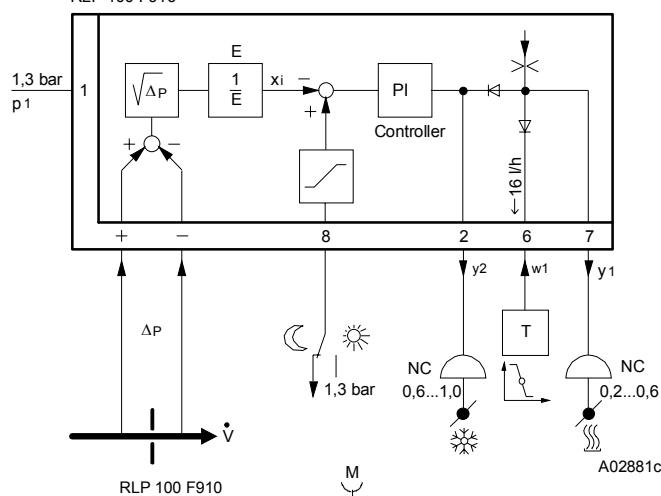 RLP 100 F910
1,3 bar
p1
1
√ΔP
E
1
E
xi
−
+
PI
Controller
+ −
←16 l/h
+ − 8 2 6 7
y2 w1 y1
ΔP
T
NC
0,6...1,0
NC
0,2...0,6
1,3 bar
V̇
A02881c
RLP 100 F910
M